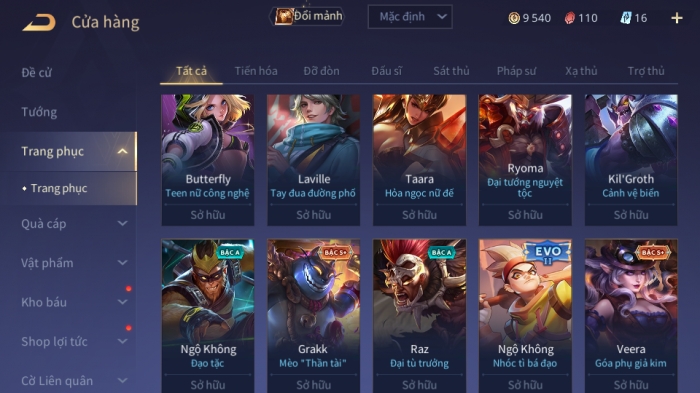 Cửa hàng
Đổi mảnh
Mặc định
9 540
110
16
+
Đề cử
Tướng
Trang phục
Trang phục
Quà cáp
Vật phẩm
Kho báu
Shop lợi tức
Cờ Liên quân
Tất cả
Tiến hóa
Đỡ đòn
Đấu sĩ
Sát thủ
Pháp sư
Xạ thủ
Trợ thủ
Butterfly
Teen nữ công nghệ
Sở hữu
Laville
Tay đua đường phố
Sở hữu
Taara
Hỏa ngọc nữ đế
Sở hữu
Ryoma
Đại tướng nguyệt
tộc
Sở hữu
Kil'Groth
Cảnh vệ biển
Sở hữu
BẬC A
Ngộ Không
Đạo tặc
Sở hữu
BẬC S+
Grakk
Mèo "Thần tài"
Sở hữu
BẬC A
Raz
Đại tù trưởng
Sở hữu
EVO
Ngộ Không
Nhóc tì bá đạo
Sở hữu
BẬC S+
Veera
Góa phụ giả kim
Sở hữu